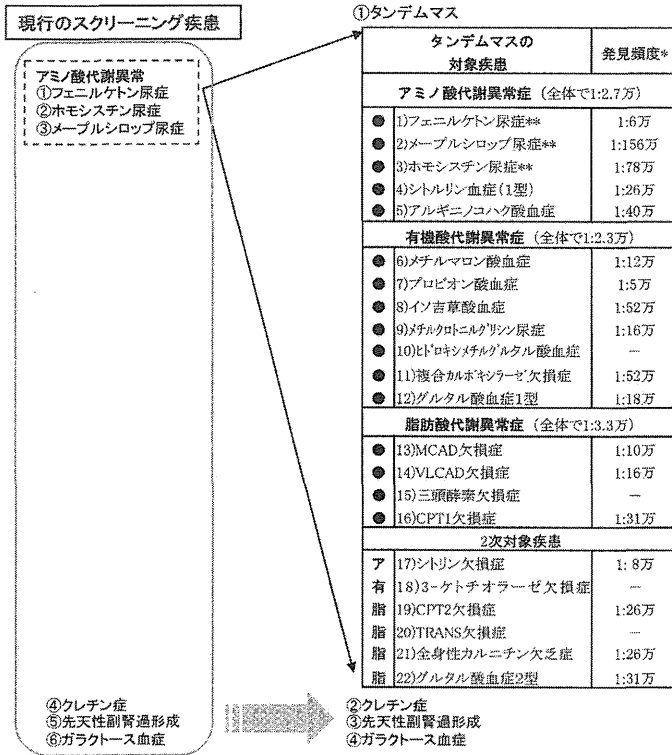 現行のスクリーニング疾患
アミノ酸代謝異常
①フェニルケトン尿症
②ホモシスチン尿症
③メープルシロップ尿症
④クレチン症
⑤先天性副腎過形成
⑥ガラクトース血症
①タンデムマス
タンデムマスの
対象疾患
発見頻度*
アミノ酸代謝異常症 (全体で1:2.7万)
● 1)フェニルケトン尿症** 1:6万
● 2)メープルシロップ尿症** 1:156万
● 3)ホモシスチン尿症** 1:78万
● 4)シトルリン血症(1型) 1:26万
● 5)アルギニノコハク酸血症 1:40万
有機酸代謝異常症 (全体で1:2.3万)
● 6)メチルマロン酸血症 1:12万
● 7)プロピオン酸血症 1:5万
● 8)イソ吉草酸血症 1:52万
● 9)メチルクロトニルグリシン尿症 1:16万
● 10)ヒドロキシメチルグルタル酸血症 －
● 11)複合カルボキシラーゼ欠損症 1:52万
● 12)グルタル酸血症1型 1:18万
脂肪酸代謝異常症 (全体で1:3.3万)
● 13)MCAD欠損症 1:10万
● 14)VLCAD欠損症 1:16万
● 15)三頭酵素欠損症 －
● 16)CPT1欠損症 1:31万
2次対象疾患
ア 17)シトリン欠損症 1: 8万
有 18)3-ケトチオラーゼ欠損症 －
脂 19)CPT2欠損症 1:26万
脂 20)TRANS欠損症 －
脂 21)全身性カルニチン欠乏症 1:26万
脂 22)グルタル酸血症2型 1:31万
②クレチン症
③先天性副腎過形成
④ガラクトース血症